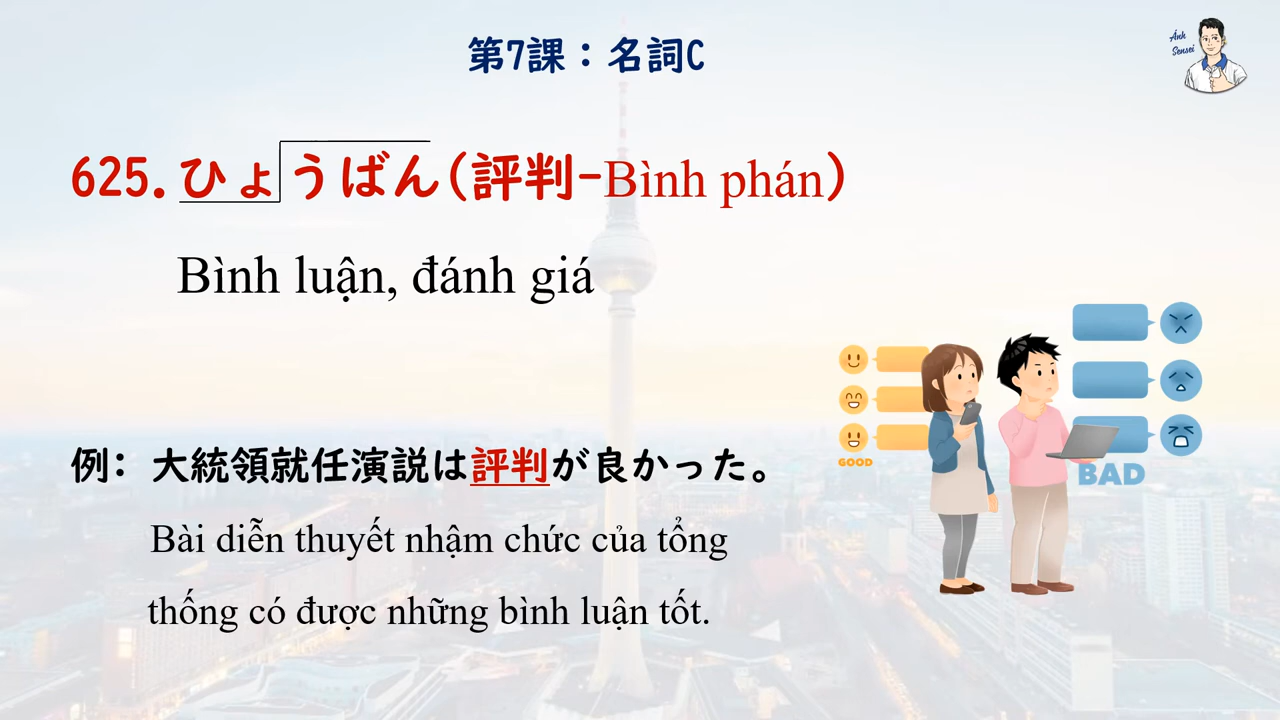 第7課：名詞C
Ánh
Sensei
625.ひょうばん(評判-Bình phán)
Bình luận, đánh giá
GOOD
BAD
例: 大統領就任演説は評判が良かった。
Bài diễn thuyết nhậm chức của tổng
thống có được những bình luận tốt.